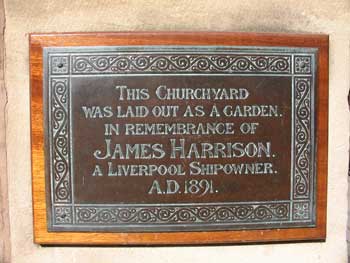 THIS CHURCHYARD
WAS LAID OUT AS A GARDEN.
IN REMEMBRANCE OF
JAMES HARRISON.
A LIVERPOOL SHIPOWNER.
A.D. 1891.